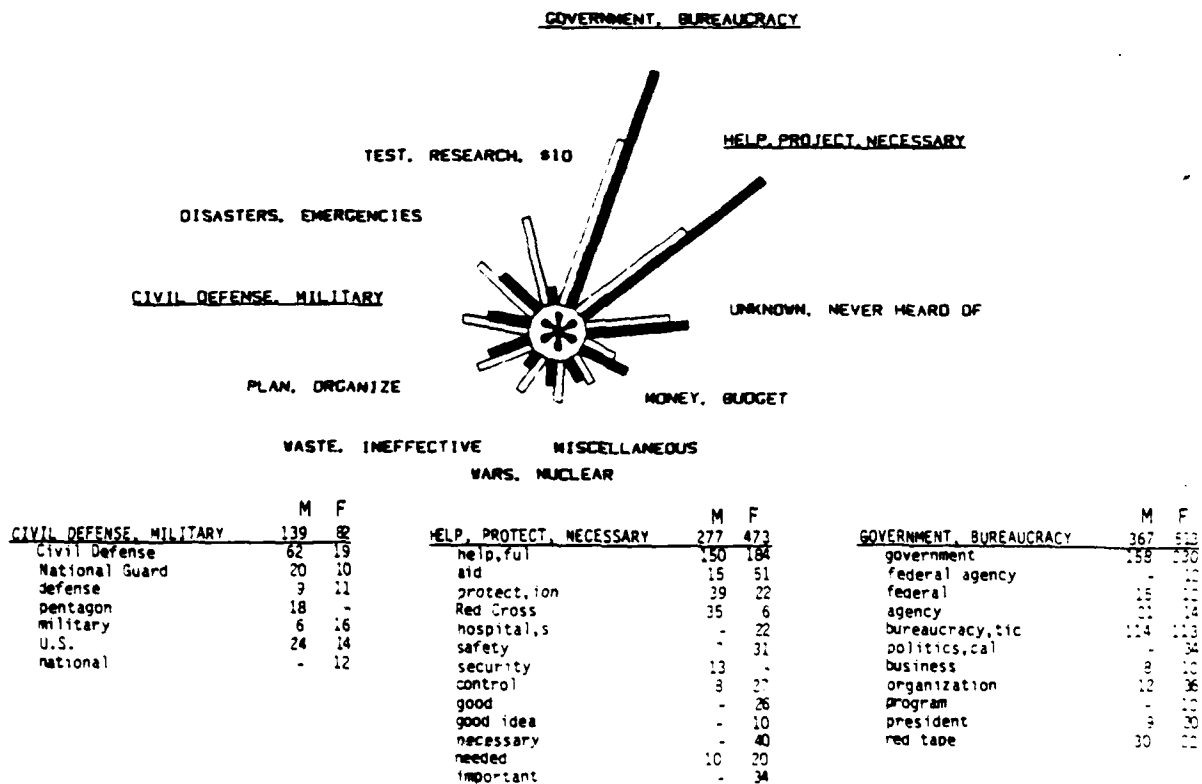 GOVERNMENT, BUREAUCRACY
HELP, PROJECT, NECESSARY
TEST, RESEARCH, $10
DISASTERS, EMERGENCIES
CIVIL DEFENSE, MILITARY
UNKNOWN, NEVER HEARD OF
PLAN, ORGANIZE
MONEY, BUDGET
WASTE, INEFFECTIVE
MISCELLANEOUS
WARS, NUCLEAR
M F
CIVIL DEFENSE, MILITARY 139 82
Civil Defense 62 19
National Guard 20 10
defense 9 11
pentagon 18 -
military 6 16
U.S. 24 14
national - 12
M F
HELP, PROTECT, NECESSARY 277 473
help,ful 150 184
aid 15 51
protect,ion 39 22
Red Cross 35 6
hospital,s - 22
safety 31
security 13 -
control 8
good - 26
good idea - 10
necessary - 40
needed 10 20
important - 34
M F
GOVERNMENT, BUREAUCRACY 367
government
federal agency -
federal
agency
bureaucracy,tic
politics,cal - 34
business 8
organization 12 36
program -
president 9
red tape 30